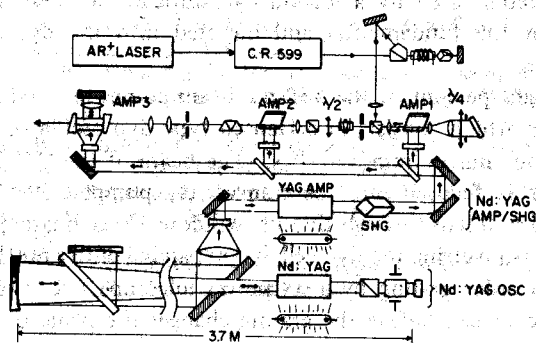 AR⁺ LASER
C.R. 599
AMP3
AMP2
λ/2
AMP1
λ/4
YAG AMP
SHG
Nd: YAG
AMP/SHG
Nd: YAG
Nd: YAG OSC
3.7 M